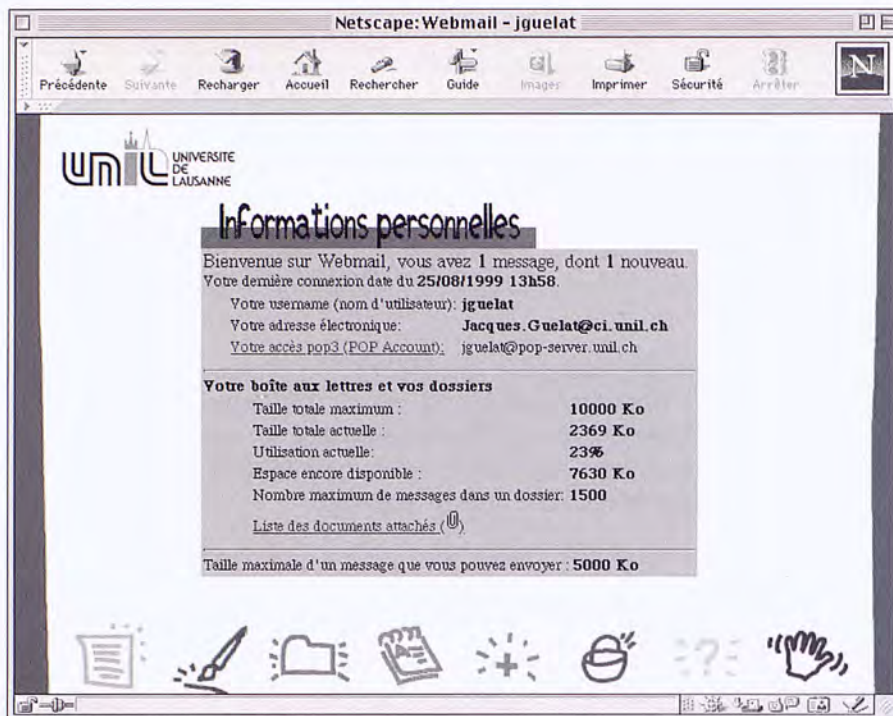 Netscape:Webmail - jguelat
Précédente Suivante Recharger Accueil Rechercher Guide Images Imprimer Sécurité Arrêter
N
unil UNIVERSITE
DE
LAUSANNE
Informations personnelles
Bienvenue sur Webmail, vous avez 1 message, dont 1 nouveau.
Votre dernière connexion date du 25/08/1999 13h58.
Votre username (nom d'utilisateur): jguelat
Votre adresse électronique: Jacques.Guelat@ci.unil.ch
Votre accès pop3 (POP Account): jguelat@pop-server.unil.ch
Votre boîte aux lettres et vos dossiers
Taille totale maximum : 10000 Ko
Taille totale actuelle : 2369 Ko
Utilisation actuelle: 23%
Espace encore disponible : 7630 Ko
Nombre maximum de messages dans un dossier: 1500
Liste des documents attachés ( )
Taille maximale d'un message que vous pouvez envoyer : 5000 Ko
A
?